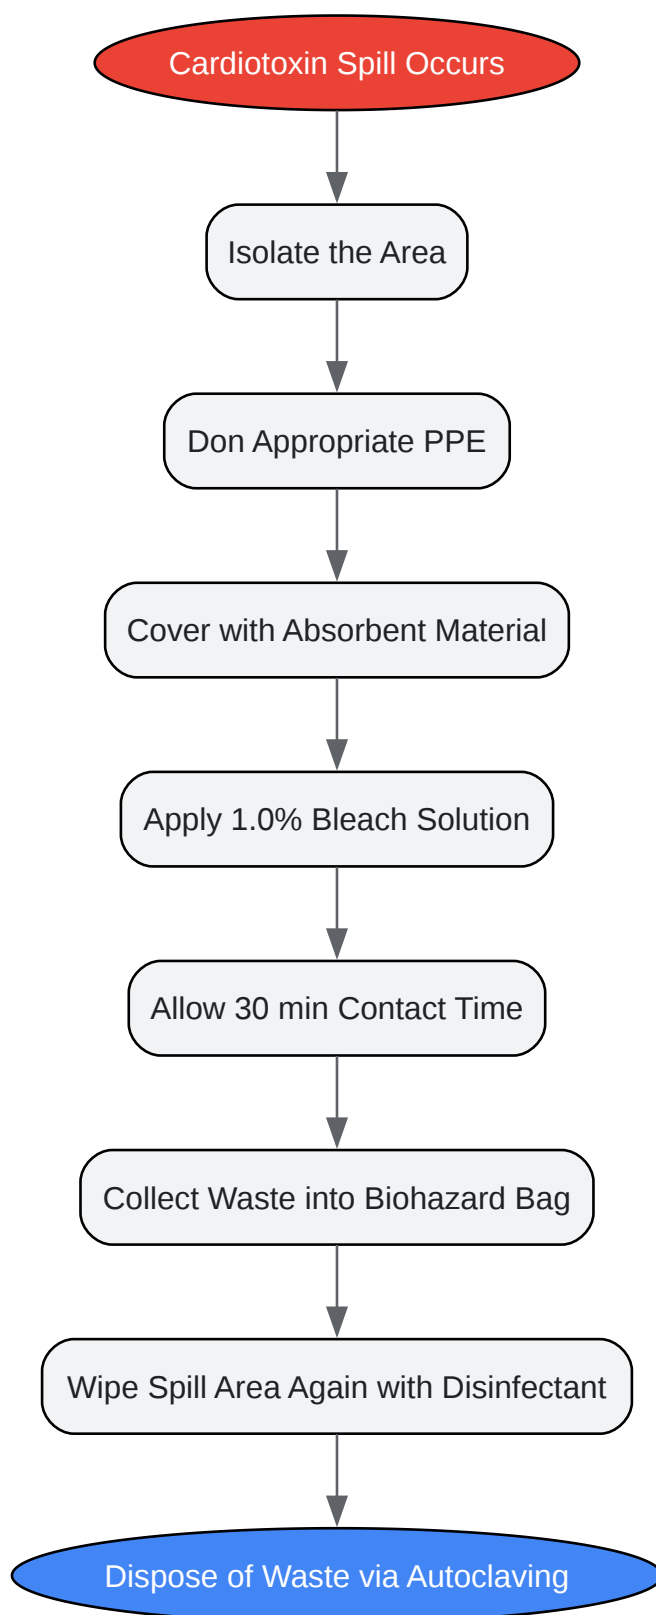 Cardiotoxin Spill Occurs
Isolate the Area
Don Appropriate PPE
Cover with Absorbent Material
Apply 1.0% Bleach Solution
Allow 30 min Contact Time
Collect Waste into Biohazard Bag
Wipe Spill Area Again with Disinfectant
Dispose of Waste via Autoclaving